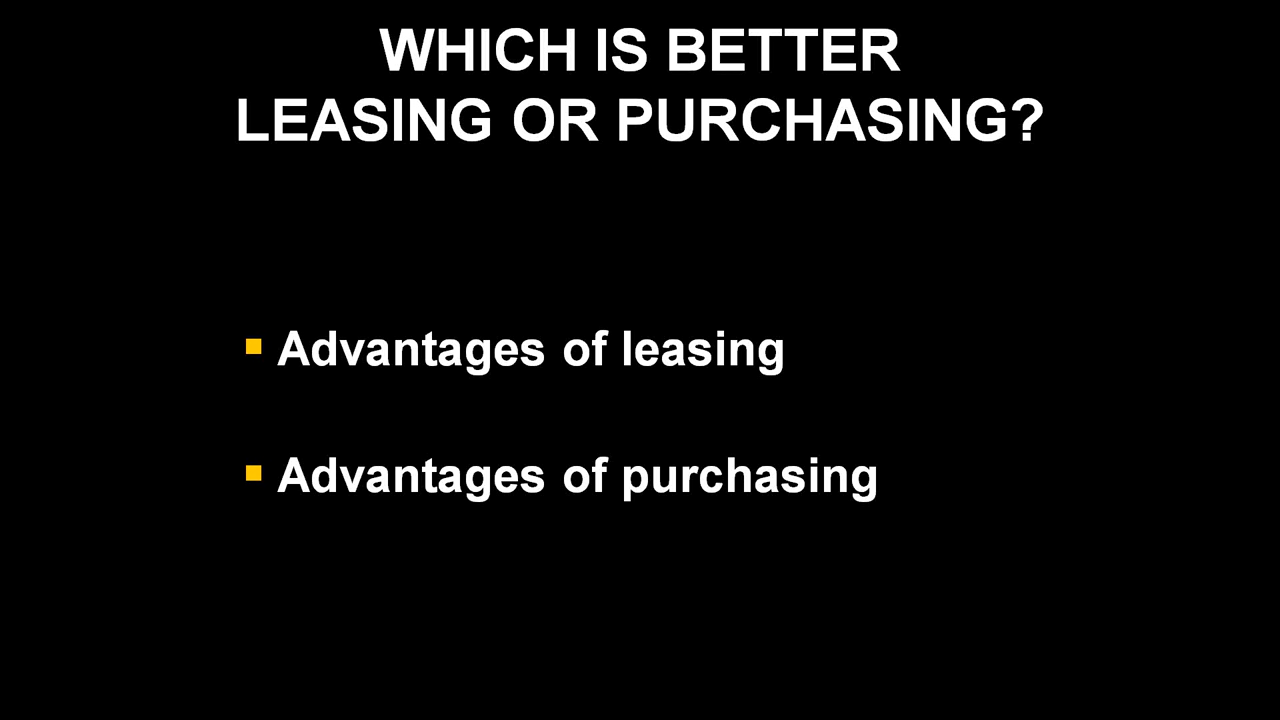 WHICH IS BETTER
LEASING OR PURCHASING?
Advantages of leasing
Advantages of purchasing